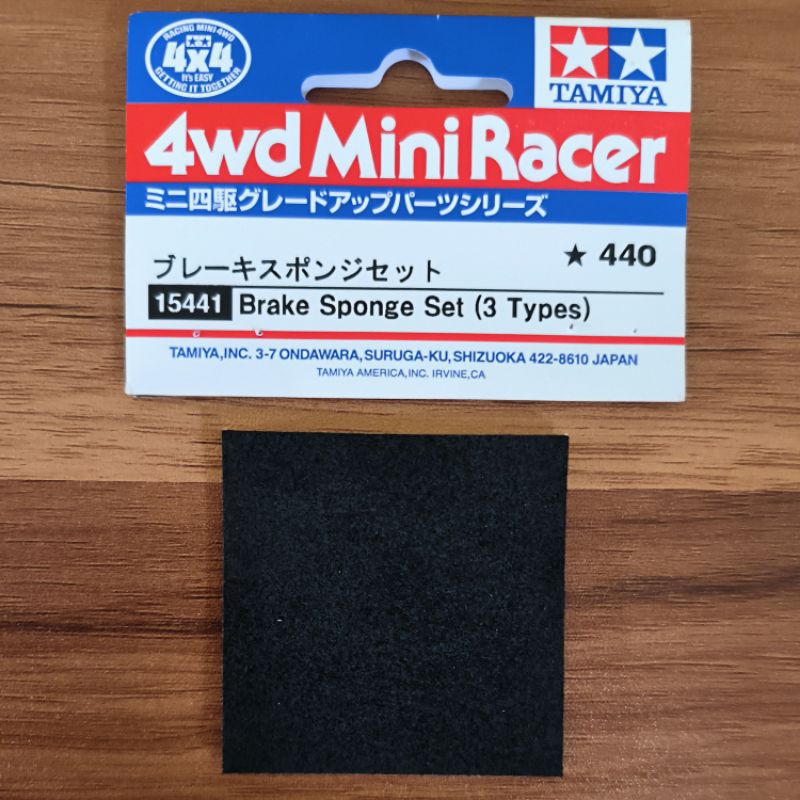 RACING MINI 4WD
4x4
It's EASY
GETTING IT TOGETHER
TAMIYA
4wd Mini Racer
ミニ四駆グレードアップパーツシリーズ
ブレーキスポンジセット
★ 440
15441 Brake Sponge Set (3 Types)
TAMIYA,INC. 3-7 ONDAWARA,SURUGA-KU,SHIZUOKA 422-8610 JAPAN
TAMIYA AMERICA,INC. IRVINE,CA